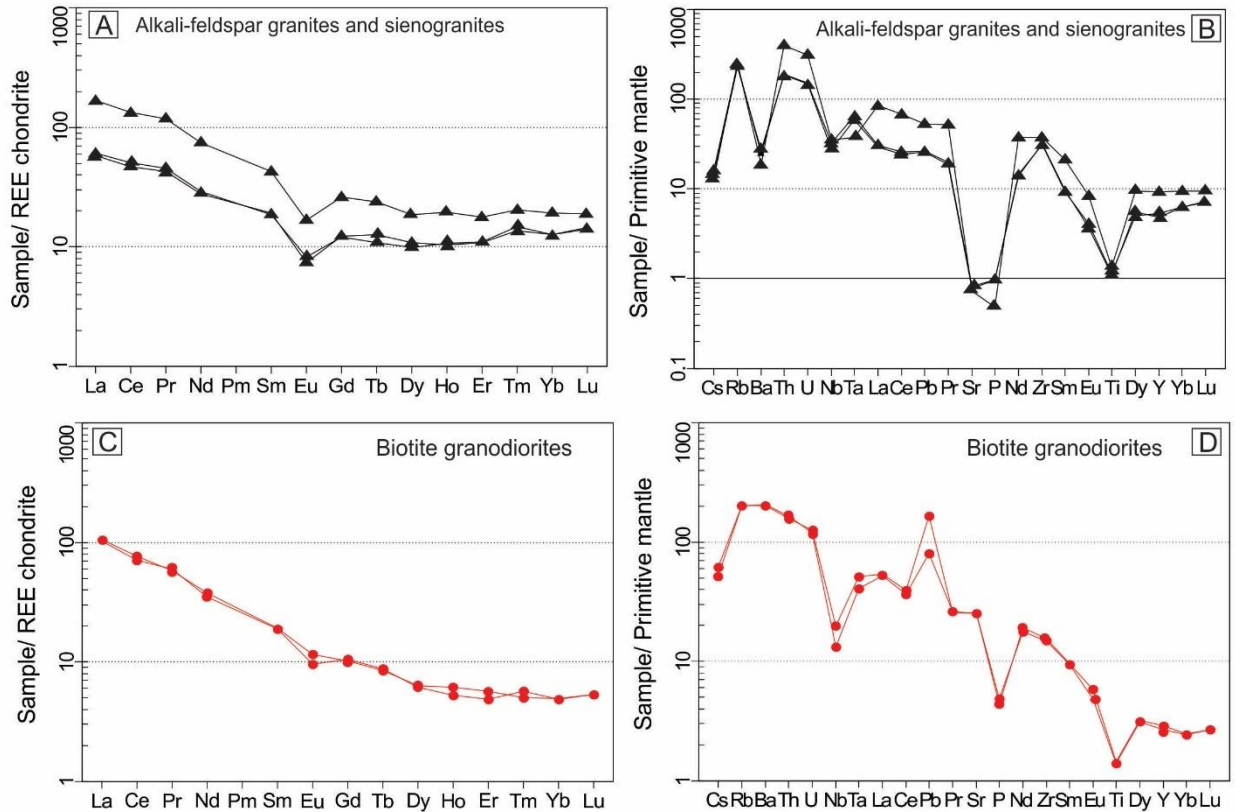 A Alkali-feldspar granites and sienogranites
Sample/ REE chondrite
1000
100
10
1
La Ce Pr Nd Pm Sm Eu Gd Tb Dy Ho Er Tm Yb Lu
Alkali-feldspar granites and sienogranites B
Sample/ Primitive mantle
1000
100
10
1
0.1
Cs Rb Ba Th U Nb Ta La Ce Pb Pr Sr P Nd Zr Sm Eu Ti Dy Y Yb Lu
C Biotite granodiorites
Sample/ REE chondrite
1000
100
10
1
La Ce Pr Nd Pm Sm Eu Gd Tb Dy Ho Er Tm Yb Lu
Biotite granodiorites D
Sample/ Primitive mantle
1000
100
10
1
Cs Rb Ba Th U Nb Ta La Ce Pb Pr Sr P Nd Zr Sm Eu Ti Dy Y Yb Lu